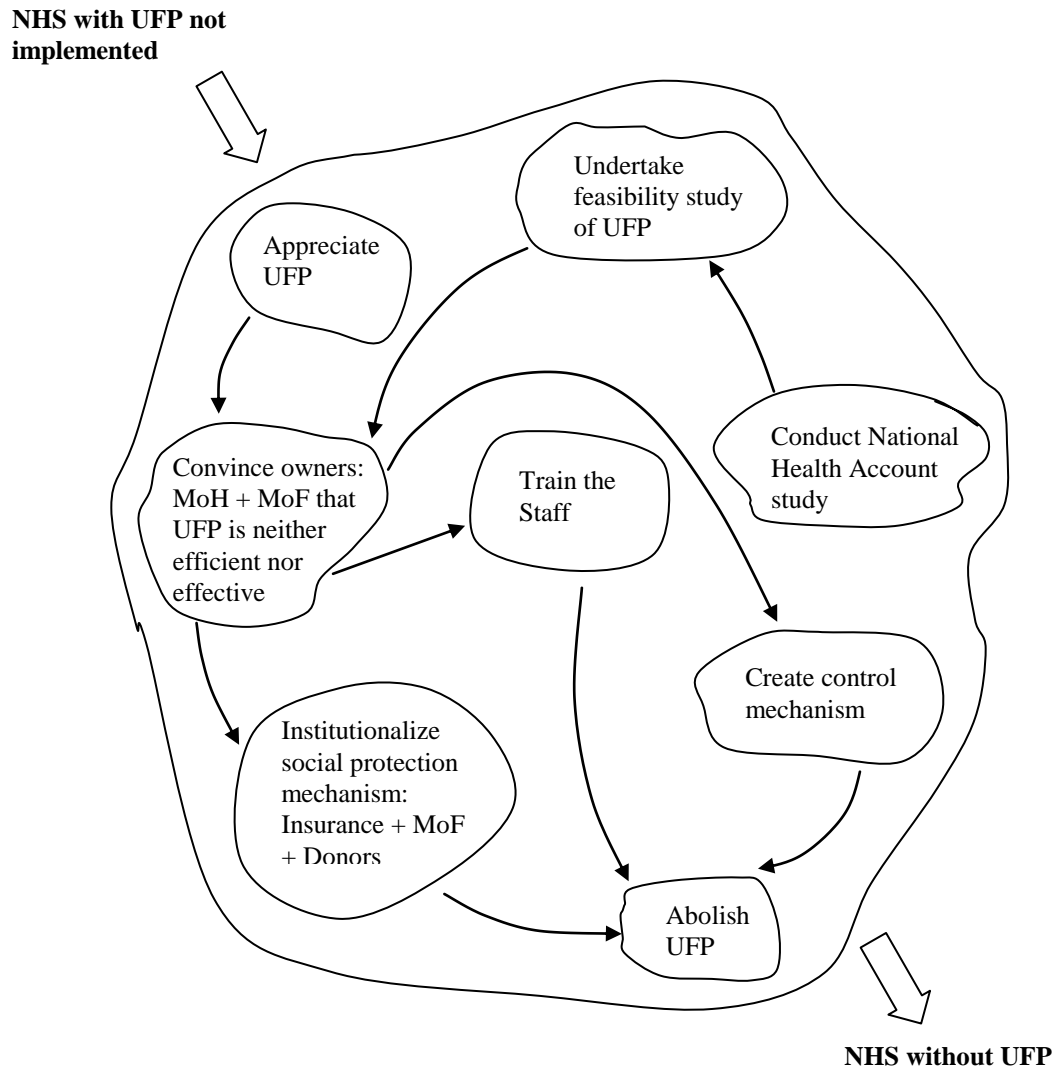 NHS with UFP not
implemented
Undertake
feasibility study
of UFP
Appreciate
UFP
Conduct National
Health Account
study
Convince owners:
MoH + MoF that
UFP is neither
efficient nor
effective
Train the
Staff
Create control
mechanism
Institutionalize
social protection
mechanism:
Insurance + MoF
+ Donors
Abolish
UFP
NHS without UFP